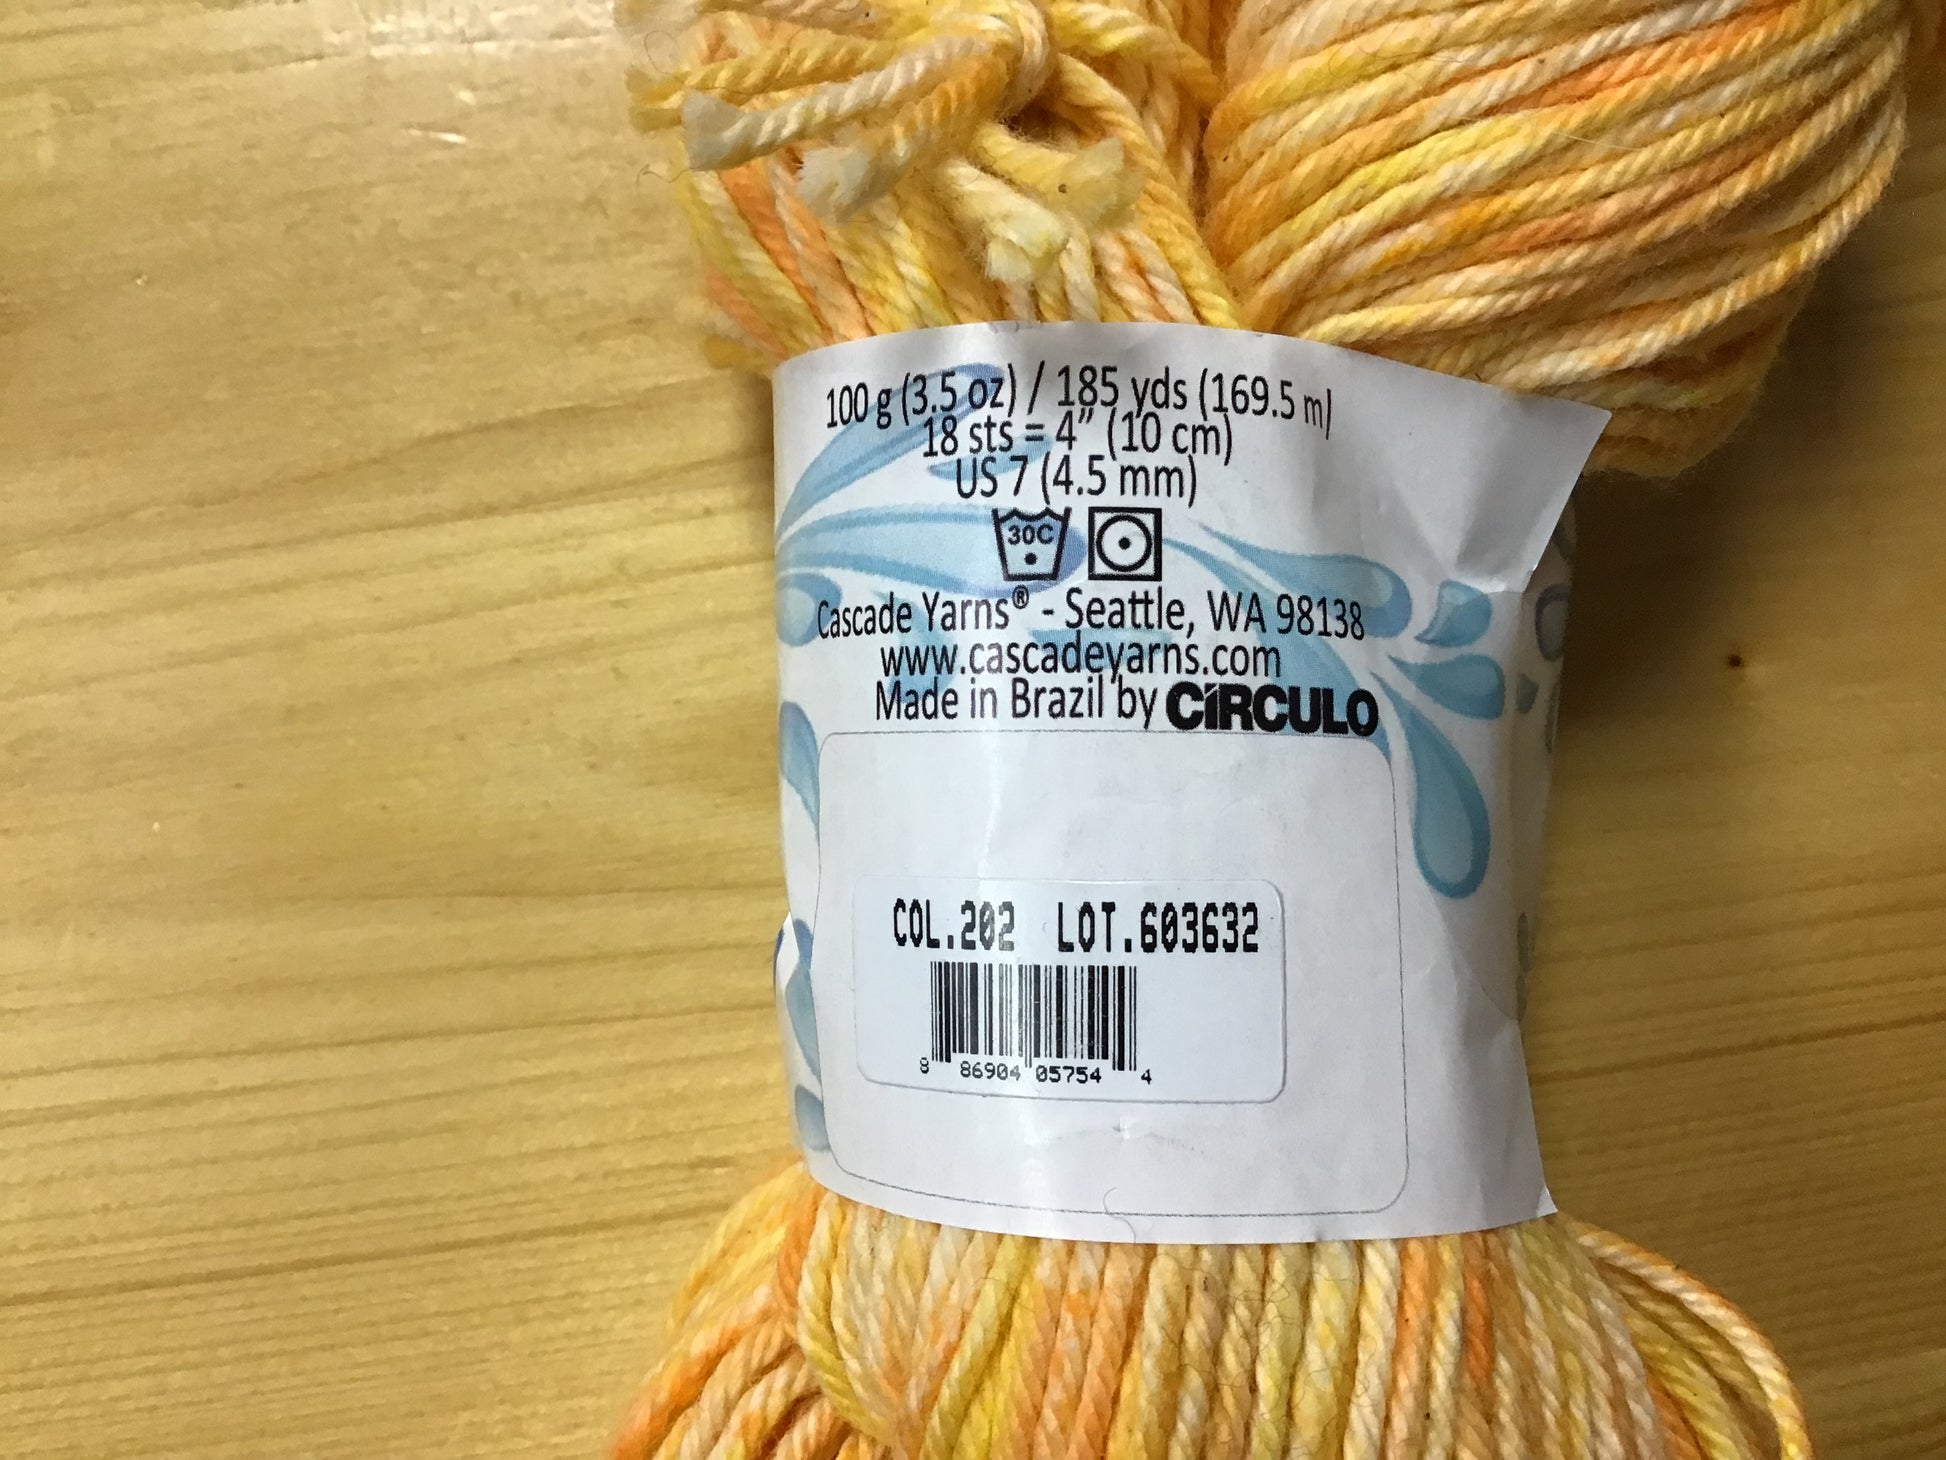 100 g (3.5 oz) / 185 yds (169.5 m)
18 sts = 4” (10 cm)
US 7 (4.5 mm)
30C
Cascade Yarns® - Seattle, WA 98138
www.cascadeyarns.com
Made in Brazil by CÍRCULO
COL.202 LOT.603632
8 86904 05754 4